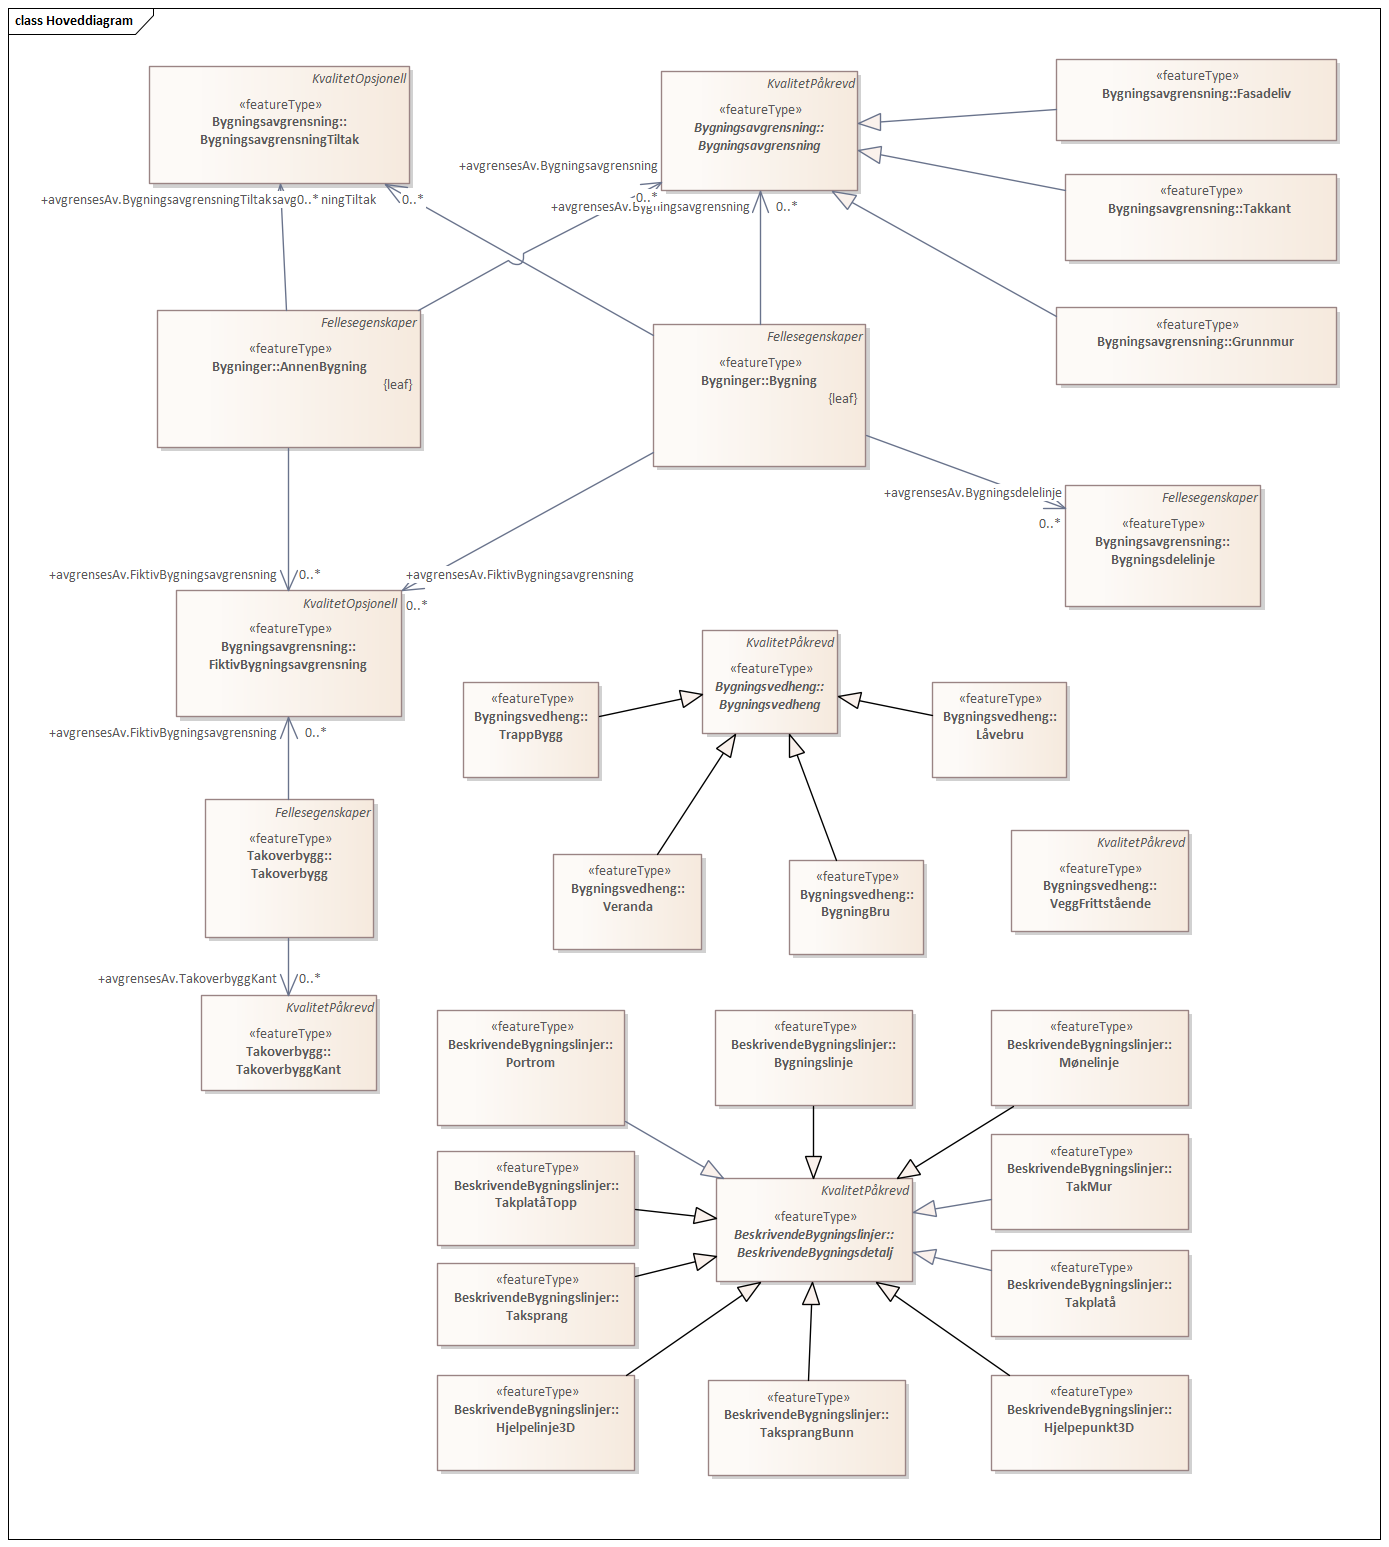 class Hoveddiagram
KvalitetOpsjonell
«featureType»
Bygningsavgrensning::
BygningsavgrensningTiltak
KvalitetPåkrevd
«featureType»
Bygningsavgrensning::
Bygningsavgrensning
«featureType»
Bygningsavgrensning::Fasadeliv
«featureType»
Bygningsavgrensning::Takkant
«featureType»
Bygningsavgrensning::Grunnmur
+avgrensesAv.Bygningsavgrensning
0..*
+avgrensesAv.BygningsavgrensningTiltak
0..*
ningTiltak
0..*
+avgrensesAv.Bygningsavgrensning
0..*
Fellesegenskaper
«featureType»
Bygninger::AnnenBygning
{leaf}
Fellesegenskaper
«featureType»
Bygninger::Bygning
{leaf}
+avgrensesAv.Bygningsdelelinje
0..*
Fellesegenskaper
«featureType»
Bygningsavgrensning::
Bygningsdelelinje
+avgrensesAv.FiktivBygningsavgrensning
0..*
+avgrensesAv.FiktivBygningsavgrensning
0..*
KvalitetOpsjonell
«featureType»
Bygningsavgrensning::
FiktivBygningsavgrensning
+avgrensesAv.FiktivBygningsavgrensning
0..*
KvalitetPåkrevd
«featureType»
Bygningsvedheng::
Bygningsvedheng
«featureType»
Bygningsvedheng::
TrappBygg
«featureType»
Bygningsvedheng::
Låvebru
Fellesegenskaper
«featureType»
Takoverbygg::
Takoverbygg
«featureType»
Bygningsvedheng::
Veranda
«featureType»
Bygningsvedheng::
BygningBru
KvalitetPåkrevd
«featureType»
Bygningsvedheng::
VeggFrittstående
+avgrensesAv.TakoverbyggKant
0..*
KvalitetPåkrevd
«featureType»
Takoverbygg::
TakoverbyggKant
«featureType»
BeskrivendeBygningslinjer::
Portrom
«featureType»
BeskrivendeBygningslinjer::
Bygningslinje
«featureType»
BeskrivendeBygningslinjer::
Mønelinje
«featureType»
BeskrivendeBygningslinjer::
TakplatåTopp
KvalitetPåkrevd
«featureType»
BeskrivendeBygningslinjer::
BeskrivendeBygningsdetalj
«featureType»
BeskrivendeBygningslinjer::
TakMur
«featureType»
BeskrivendeBygningslinjer::
Taksprang
«featureType»
BeskrivendeBygningslinjer::
Takplatå
«featureType»
BeskrivendeBygningslinjer::
Hjelpelinje3D
«featureType»
BeskrivendeBygningslinjer::
TaksprangBunn
«featureType»
BeskrivendeBygningslinjer::
Hjelpepunkt3D